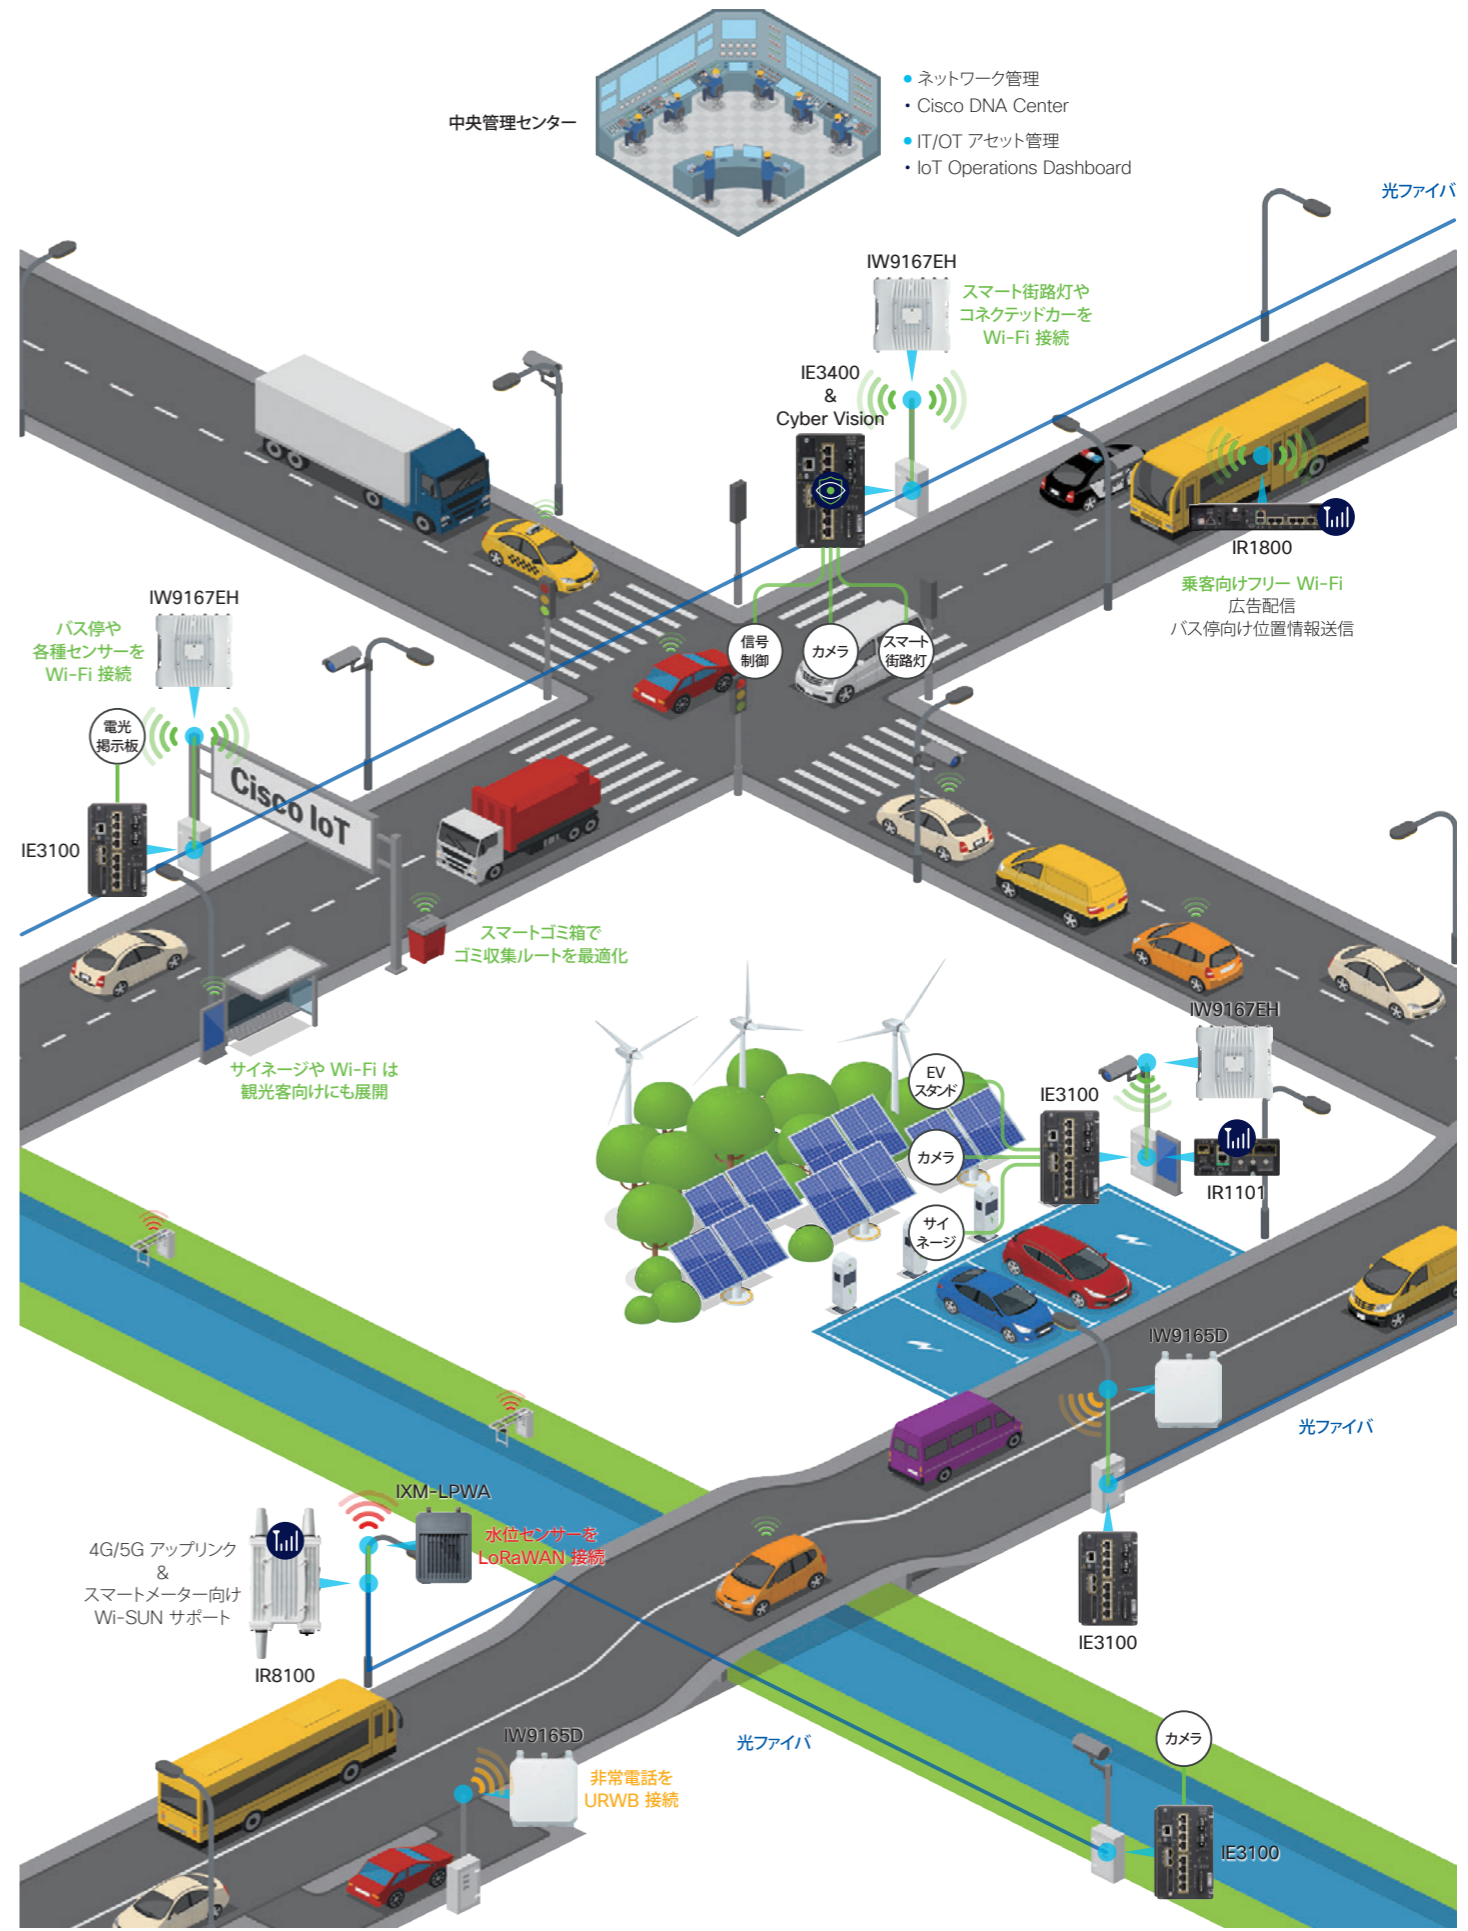 中央管理センター
● ネットワーク管理
・Cisco DNA Center
● IT/OT アセット管理
・IoT Operations Dashboard
光ファイバ
IW9167EH
スマート街路灯や
コネクテッドカーを
Wi-Fi 接続
IE3400
&
Cyber Vision
IR1800
乗客向けフリー Wi-Fi
広告配信
バス停向け位置情報送信
信号
制御
カメラ
スマート
街路灯
IW9167EH
バス停や
各種センサーを
Wi-Fi 接続
電光
掲示板
Cisco IoT
IE3100
スマートゴミ箱で
ゴミ収集ルートを最適化
サイネージや Wi-Fi は
観光客向けにも展開
IW9167EH
EV
スタンド
IE3100
カメラ
IR1101
サイ
ネージ
IW9165D
光ファイバ
IE3100
IXM-LPWA
水位センサーを
LoRaWAN 接続
4G/5G アップリンク
&
スマートメーター向け
Wi-SUN サポート
IR8100
IW9165D
非常電話を
URWB 接続
光ファイバ
カメラ
IE3100